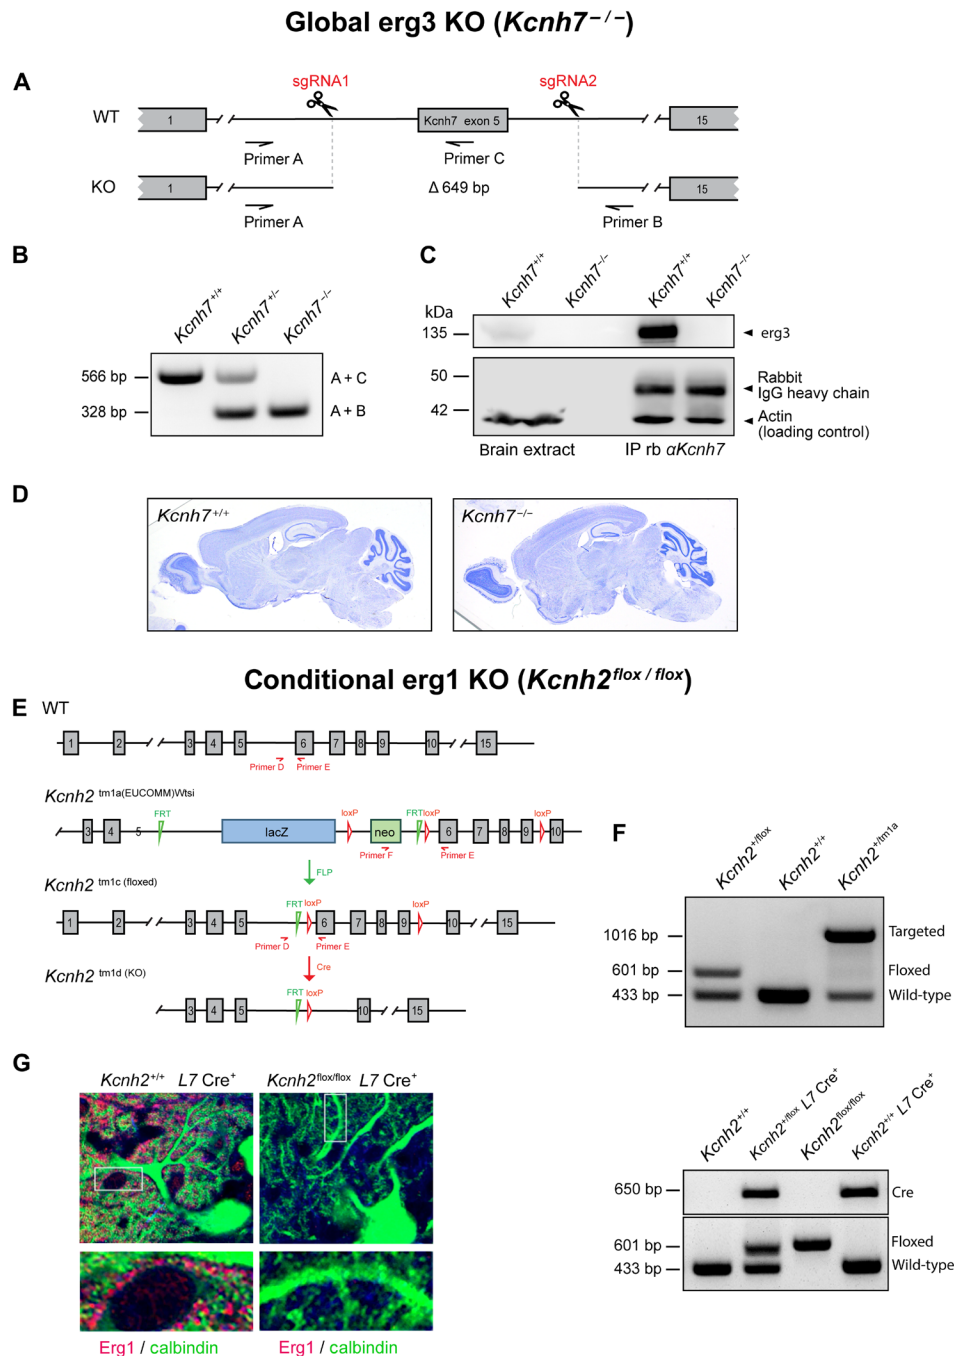 Global erg3 KO (Kcnh7−/−)
A
sgRNA1 sgRNA2
WT 1 Kcnh7 exon 5 15
Primer A Primer C
KO 1 Δ 649 bp 15
Primer A Primer B
B
Kcnh7+/+ Kcnh7+/− Kcnh7−/−
566 bp A + C
328 bp A + B
C
Kcnh7+/+ Kcnh7−/− Kcnh7+/+ Kcnh7−/−
kDa
135 erg3
50 Rabbit
IgG heavy chain
42 Actin
(loading control)
Brain extract IP rb αKcnh7
D
Kcnh7+/+ Kcnh7−/−
Conditional erg1 KO (Kcnh2flox / flox)
E WT
1 2 3 4 5 6 7 8 9 10 15
Primer D Primer E
Kcnh2 tm1a(EUCOMM)Wtsi
FRT loxP FRT loxP loxP
3 4 5 lacZ neo 6 7 8 9 10
Primer F Primer E
FLP
Kcnh2 tm1c (floxed)
FRT loxP loxP
1 2 3 4 5 6 7 8 9 10 15
Primer D Primer E
Cre
Kcnh2 tm1d (KO)
FRT loxP
3 4 5 10 15
F
Kcnh2+/flox Kcnh2+/+ Kcnh2+/tm1a
1016 bp Targeted
601 bp Floxed
433 bp Wild-type
Kcnh2+/+ Kcnh2+/flox L7 Cre+ Kcnh2flox/flox Kcnh2+/+ L7 Cre+
650 bp Cre
601 bp Floxed
433 bp Wild-type
G
Kcnh2+/+ L7 Cre+ Kcnh2flox/flox L7 Cre+
Erg1 / calbindin Erg1 / calbindin